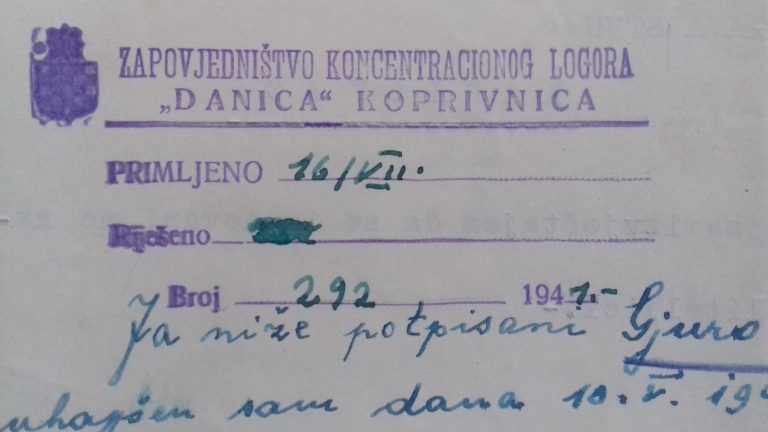 ZAPOVJEDNIŠTVO KONCENTRACIONOG LOGORA
„DANICA“ KOPRIVNICA
PRIMLJENO 16/VII.
Riješeno
Broj 292 1941.-
Ja niže potpisani Gjuro
uhapšen sam dana 10.V. 19